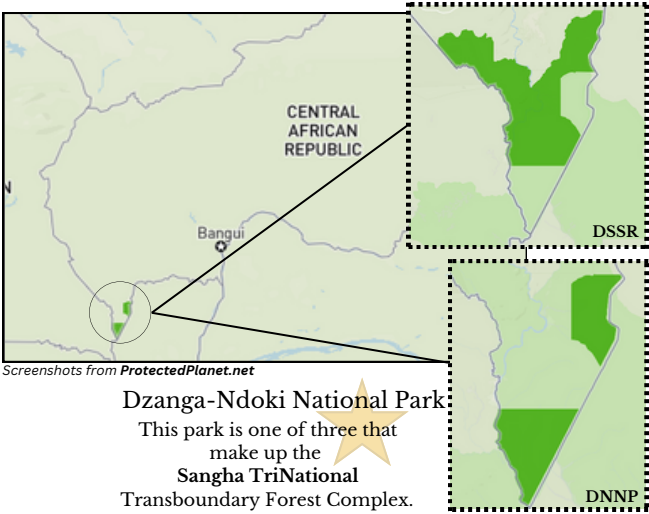 CENTRAL
AFRICAN
REPUBLIC
N
Bangui
DSSR
DNNP
Screenshots from ProtectedPlanet.net
Dzanga-Ndoki National Park
This park is one of three that
make up the
Sangha TriNational
Transboundary Forest Complex.